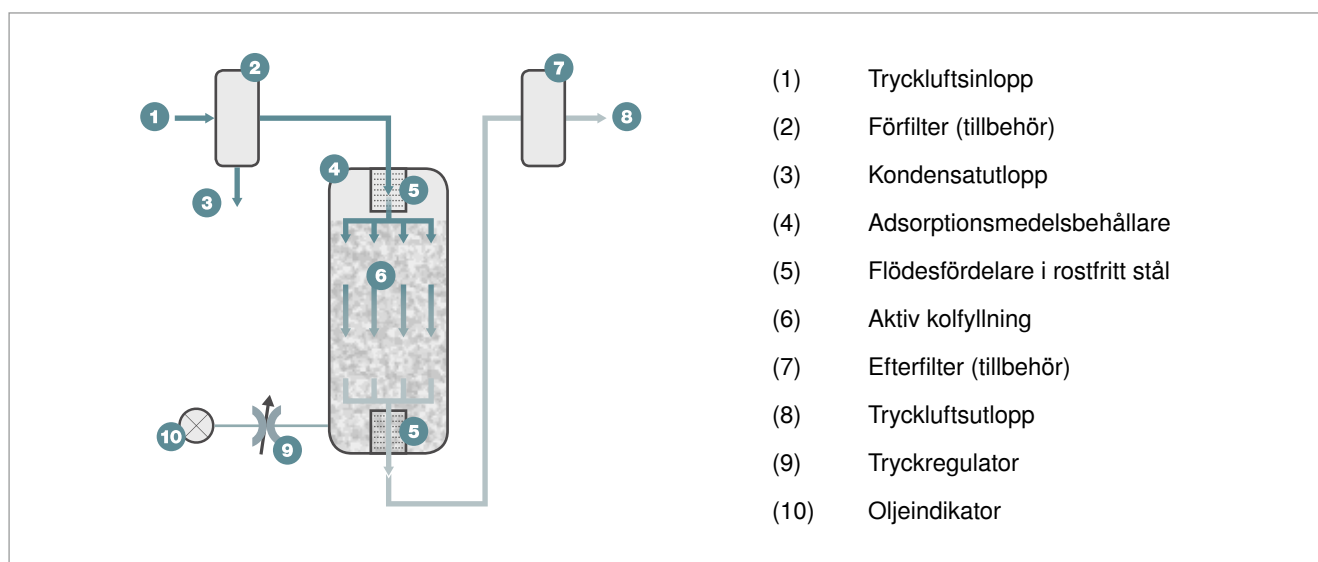 2
7
1
8
4
5
3
6
5
10
9
(1) Tryckluftsinlopp
(2) Förfilter (tillbehör)
(3) Kondensatutlopp
(4) Adsorptionsmedelsbehållare
(5) Flödesfördelare i rostfritt stål
(6) Aktiv kolfyllning
(7) Efterfilter (tillbehör)
(8) Tryckluftsutlopp
(9) Tryckregulator
(10) Oljeindikator